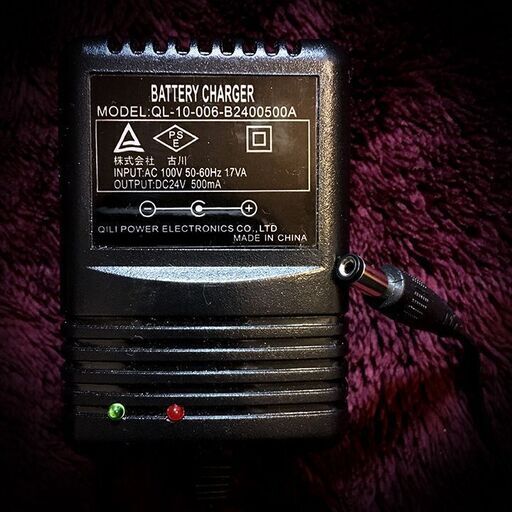 BATTERY CHARGER
MODEL:QL-10-006-B2400500A
PSE
株式会社 古川
INPUT:AC 100V 50-60Hz 17VA
OUTPUT:DC24V 500mA
QILI POWER ELECTRONICS CO.,LTD
MADE IN CHINA